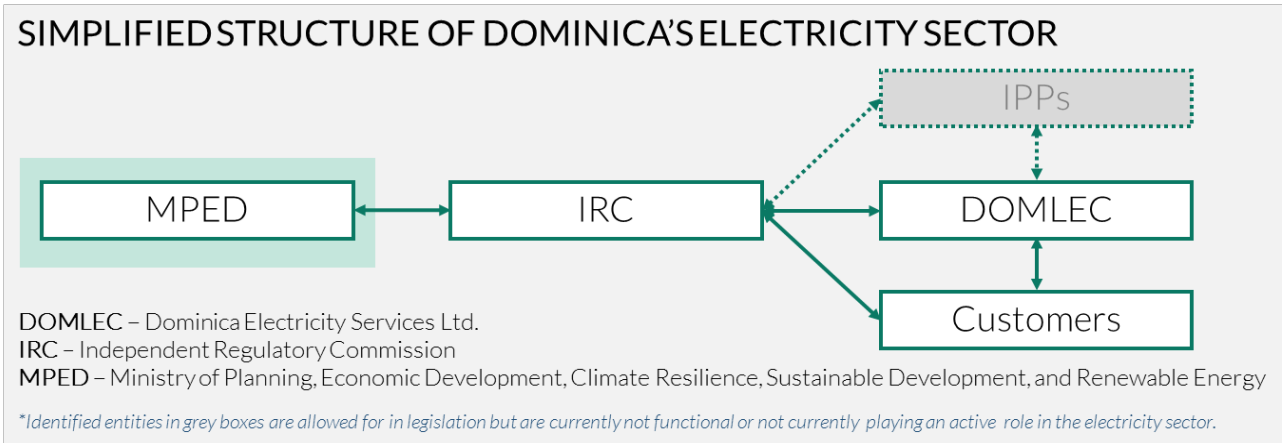 SIMPLIFIED STRUCTURE OF DOMINICA'S ELECTRICITY SECTOR
IPPs
MPED
IRC
DOMLEC
Customers
DOMLEC – Dominica Electricity Services Ltd.
IRC – Independent Regulatory Commission
MPED – Ministry of Planning, Economic Development, Climate Resilience, Sustainable Development, and Renewable Energy
*Identified entities in grey boxes are allowed for in legislation but are currently not functional or not currently playing an active role in the electricity sector.